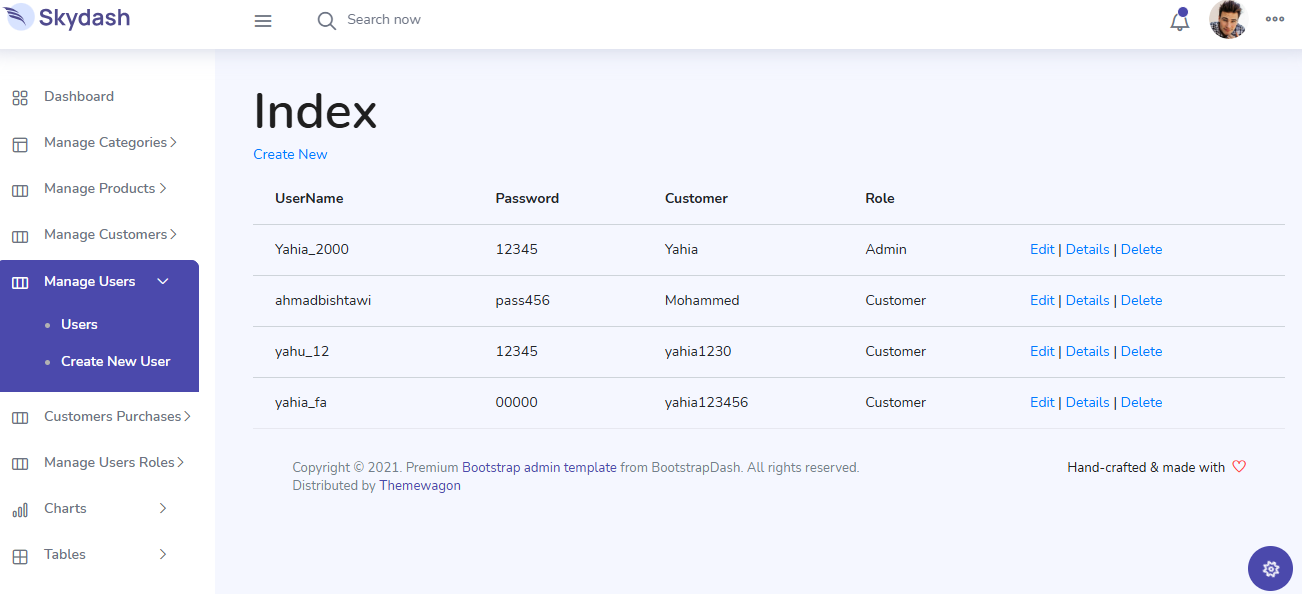 Skydash
Search now
Dashboard
Manage Categories
Manage Products
Manage Customers
Manage Users
Users
Create New User
Customers Purchases
Manage Users Roles
Charts
Tables
Index
Create New
UserName Password Customer Role
Yahia_2000 12345 Yahia Admin Edit | Details | Delete
ahmadbishtawi pass456 Mohammed Customer Edit | Details | Delete
yahu_12 12345 yahia1230 Customer Edit | Details | Delete
yahia_fa 00000 yahia123456 Customer Edit | Details | Delete
Copyright © 2021. Premium Bootstrap admin template from BootstrapDash. All rights reserved.
Distributed by Themewagon
Hand-crafted & made with